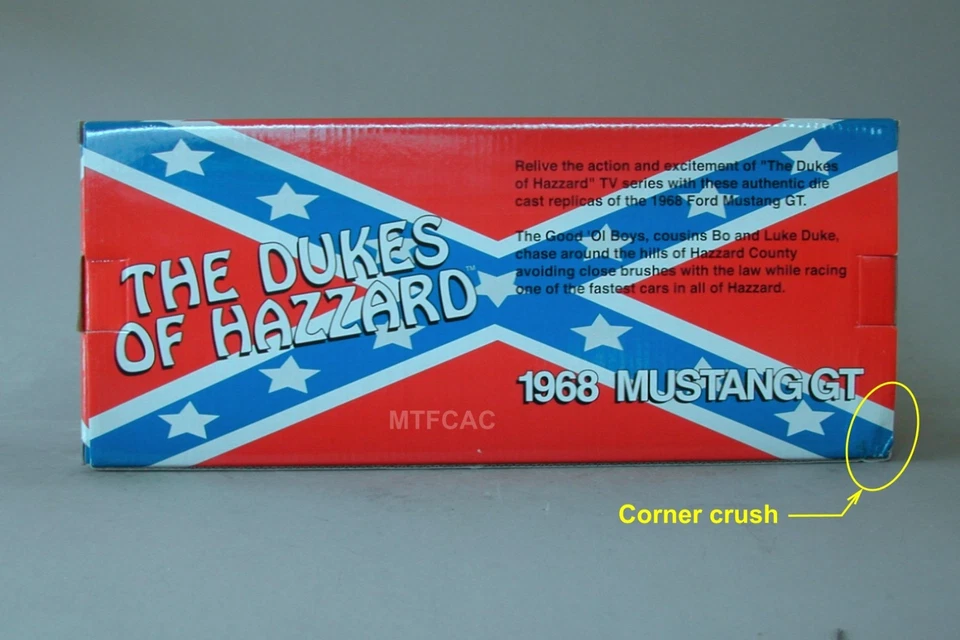 THE DUKES
OF HAZZARD™
Relive the action and excitement of "The Dukes
of Hazzard" TV series with these authentic die
cast replicas of the 1968 Ford Mustang GT.
The Good 'Ol Boys, cousins Bo and Luke Duke,
chase around the hills of Hazzard County
avoiding close brushes with the law while racing
one of the fastest cars in all of Hazzard.
1968 MUSTANG GT
MTFCAC
Corner crush